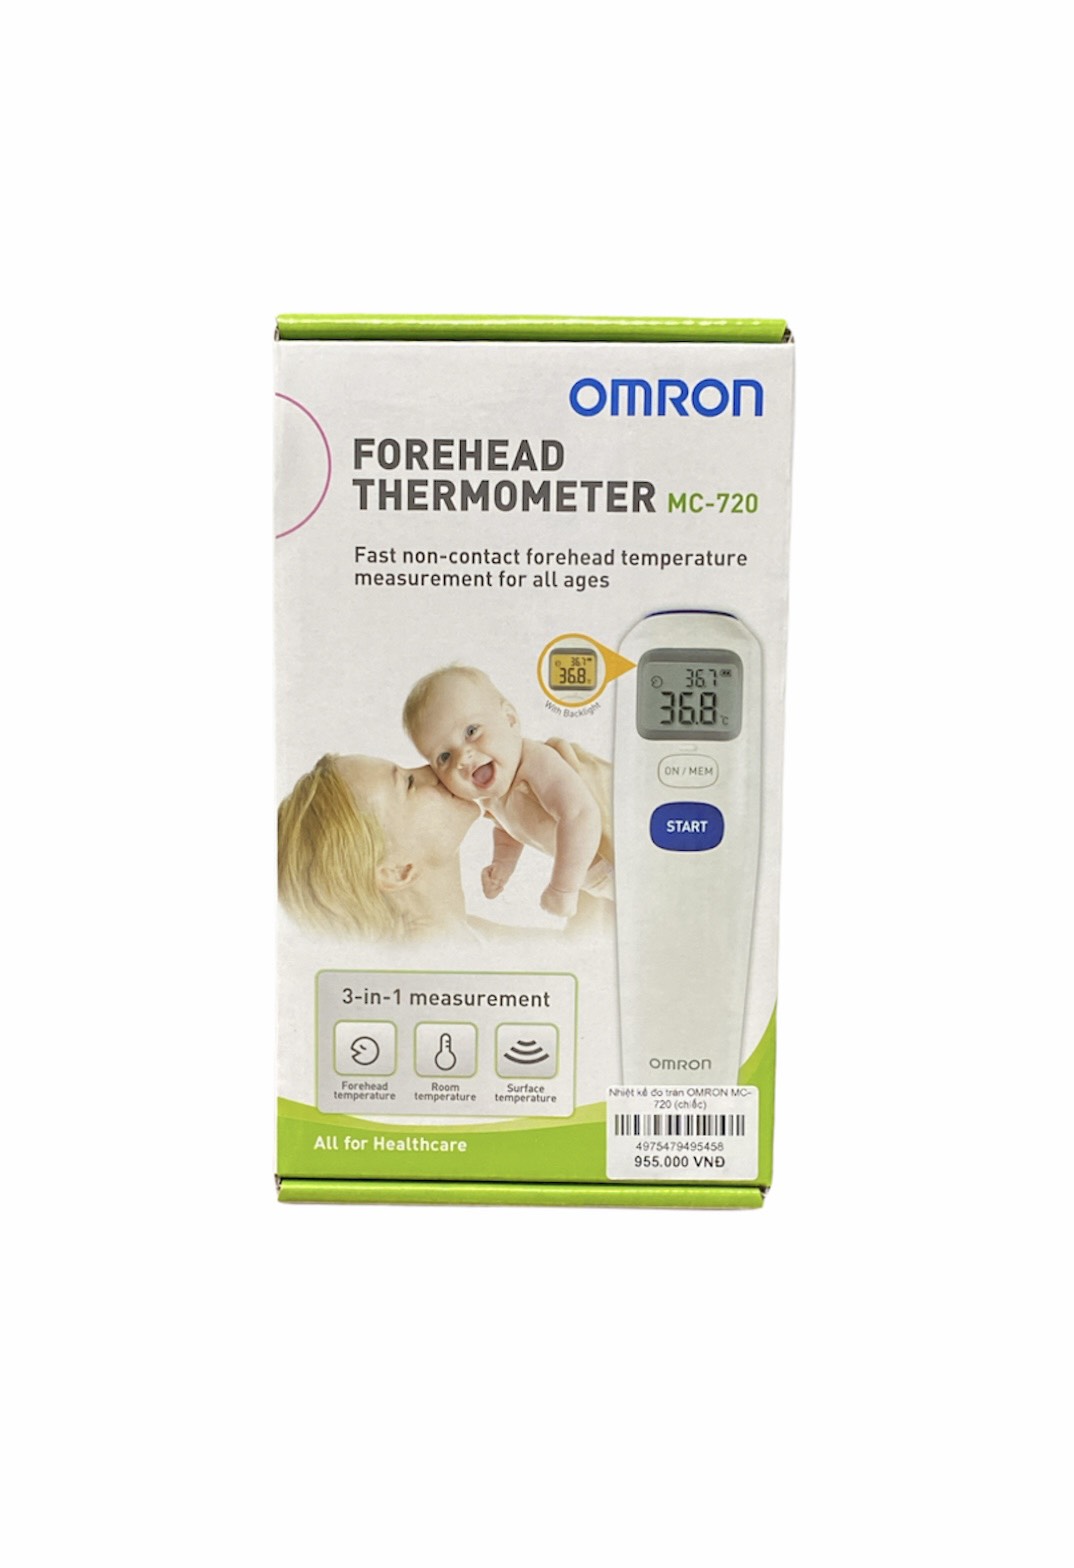 OMRON
FOREHEAD
THERMOMETER MC-720
Fast non-contact forehead temperature
measurement for all ages
36.7
36.8
With Backlight
36.7
36.8 °C
ON / MEM
START
3-in-1 measurement
Forehead
temperature
Room
temperature
Surface
temperature
OMRON
All for Healthcare
Nhiệt kế đo trán OMRON MC-
720 (chiếc)
4975479495458
955.000 VNĐ